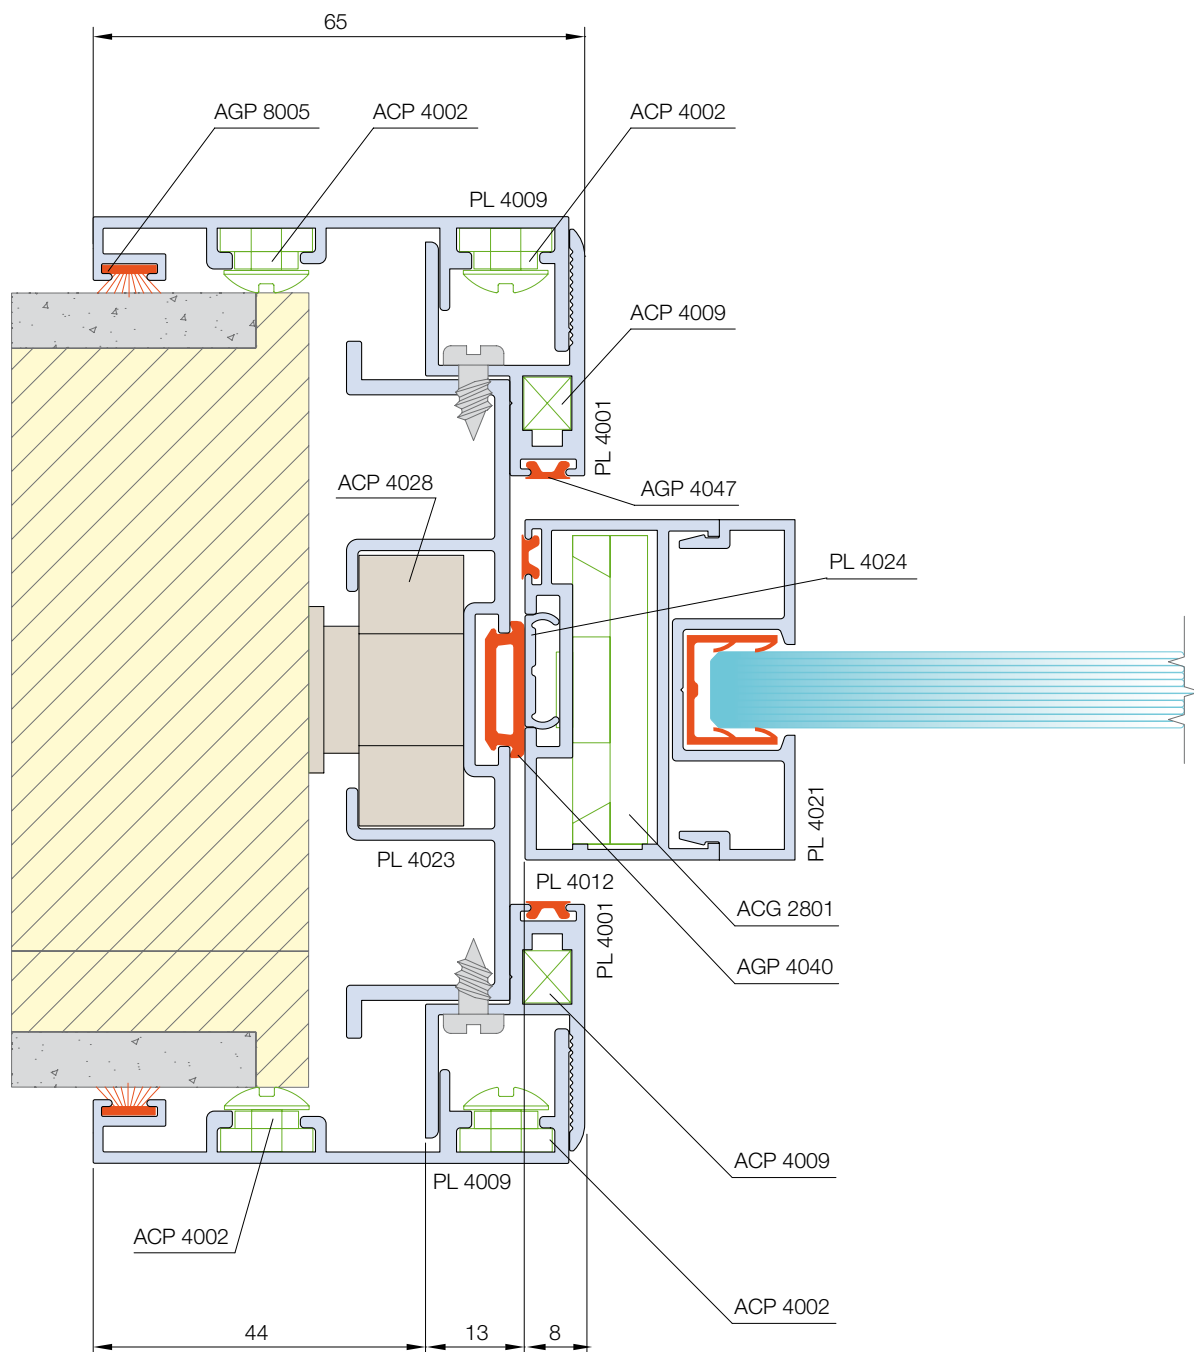 65
AGP 8005
ACP 4002
ACP 4002
PL 4009
ACP 4009
PL 4001
ACP 4028
AGP 4047
PL 4024
PL 4021
PL 4023
PL 4012
PL 4001
ACG 2801
AGP 4040
ACP 4009
PL 4009
ACP 4002
ACP 4002
44
13
8